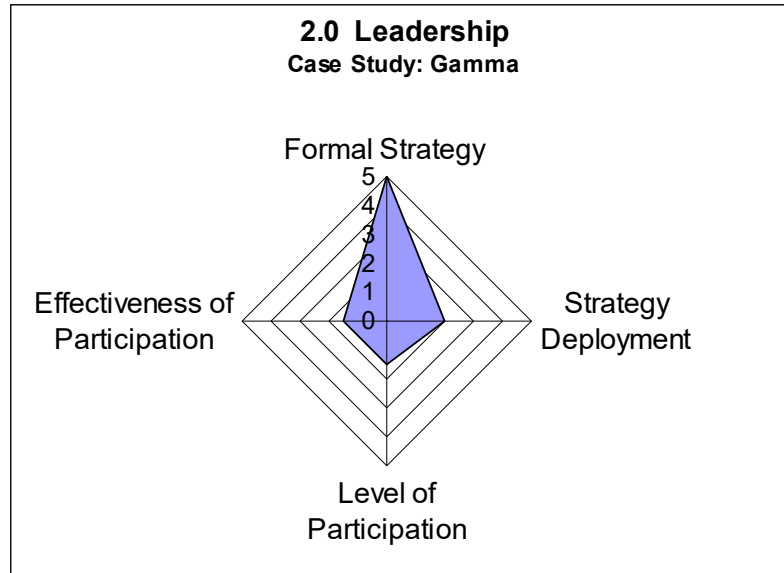 2.0 Leadership
Case Study: Gamma
Formal Strategy
5
4
3
2
1
0
Effectiveness of
Participation
Strategy
Deployment
Level of
Participation